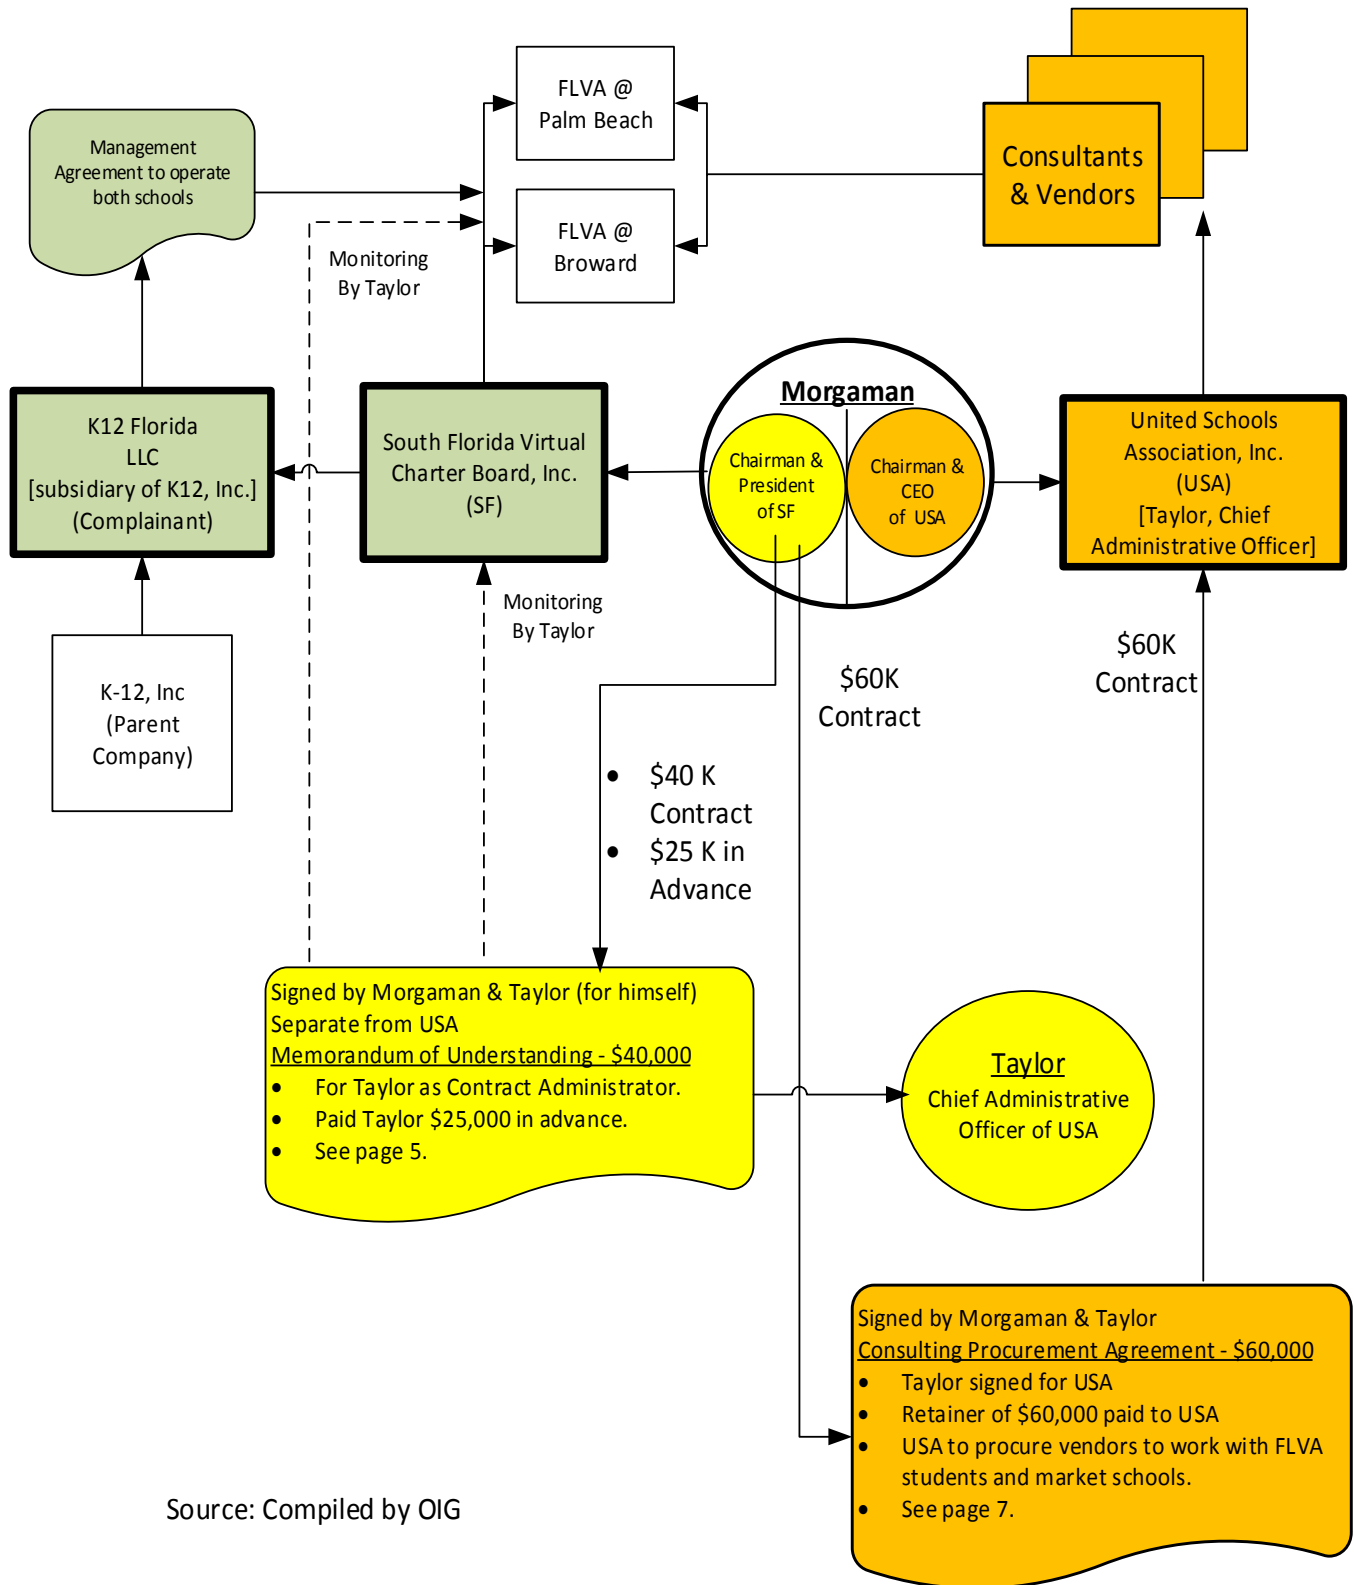 FLVA @
Palm Beach
Management
Agreement to operate
both schools
Consultants
& Vendors
FLVA @
Broward
Monitoring
By Taylor
Morgaman
Chairman &
President
of SF
Chairman &
CEO
of USA
K12 Florida
LLC
[subsidiary of K12, Inc.]
(Complainant)
South Florida Virtual
Charter Board, Inc.
(SF)
United Schools
Association, Inc.
(USA)
[Taylor, Chief
Administrative Officer]
Monitoring
By Taylor
K-12, Inc
(Parent
Company)
$60K
Contract
$60K
Contract
• $40 K
Contract
• $25 K in
Advance
Signed by Morgaman & Taylor (for himself)
Separate from USA
Memorandum of Understanding - $40,000
• For Taylor as Contract Administrator.
• Paid Taylor $25,000 in advance.
• See page 5.
Taylor
Chief Administrative
Officer of USA
Signed by Morgaman & Taylor
Consulting Procurement Agreement - $60,000
• Taylor signed for USA
• Retainer of $60,000 paid to USA
• USA to procure vendors to work with FLVA
students and market schools.
• See page 7.
Source: Compiled by OIG